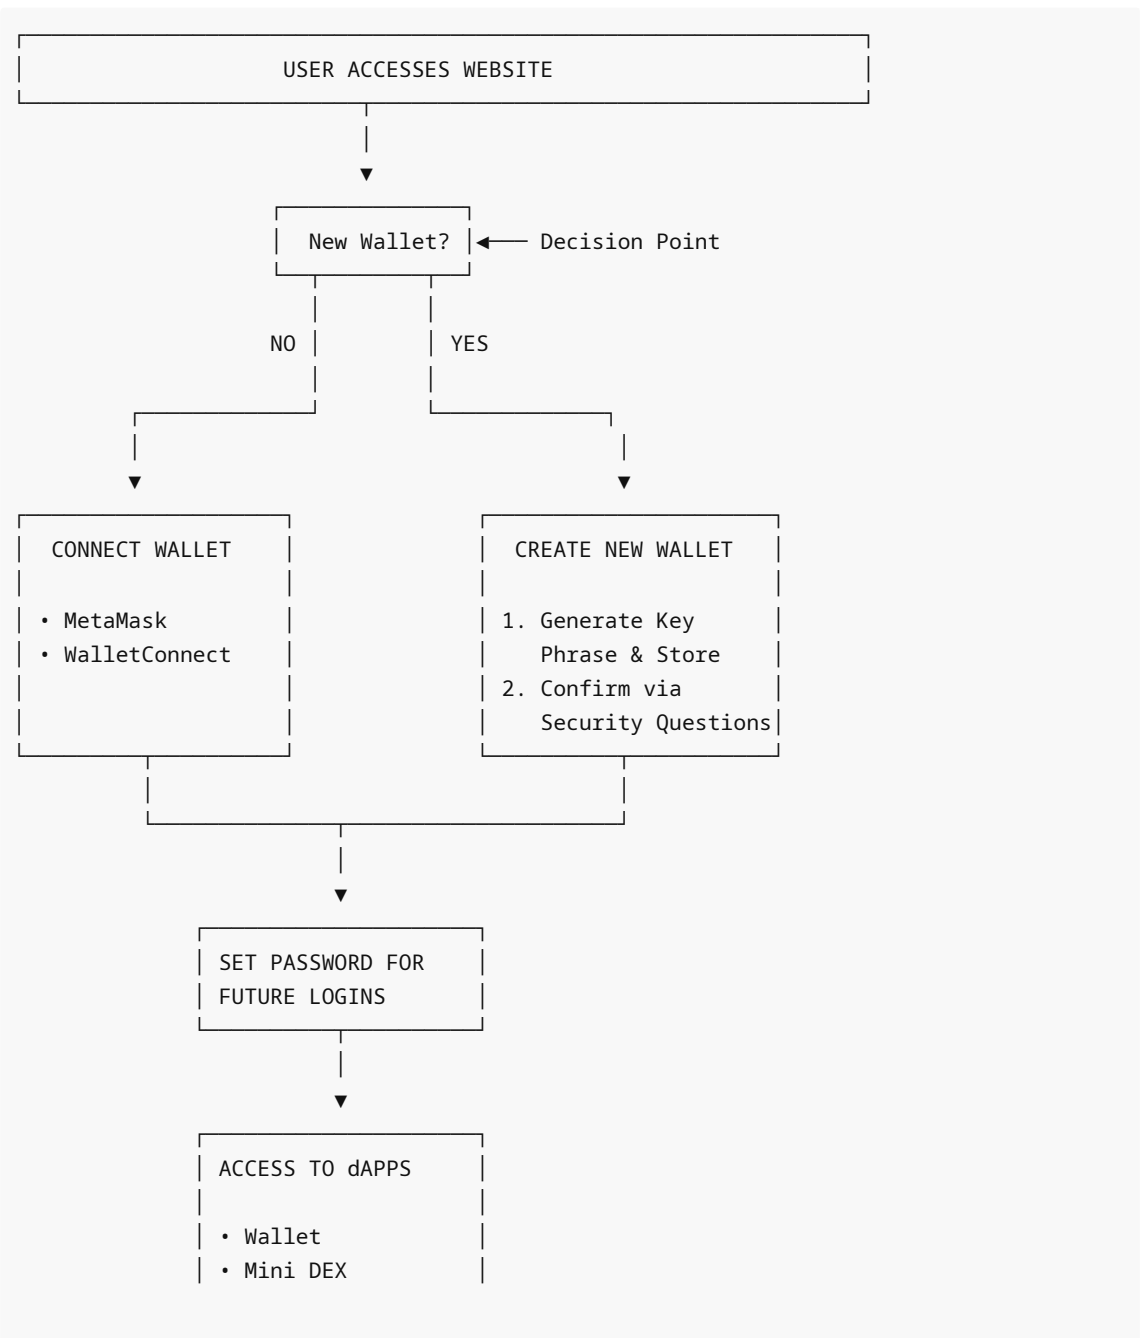 USER ACCESSES WEBSITE
New Wallet?
Decision Point
NO
YES
CONNECT WALLET
• MetaMask
• WalletConnect
CREATE NEW WALLET
1. Generate Key
Phrase & Store
2. Confirm via
Security Questions
SET PASSWORD FOR
FUTURE LOGINS
ACCESS TO dAPPS
• Wallet
• Mini DEX